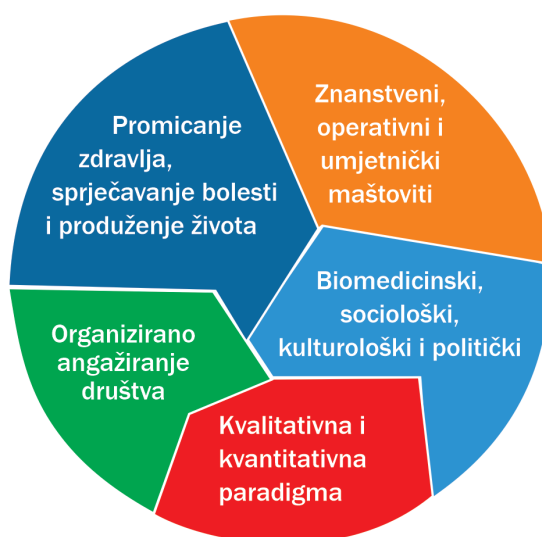 Promicanje
zdravlja,
sprječavanje bolesti
i produženje života
Znanstveni,
operativni i
umjetnički
maštoviti
Biomedicinski,
sociološki,
kulturološki i politički
Organizirano
angažiranje
društva
Kvalitativna i
kvantitativna
paradigma